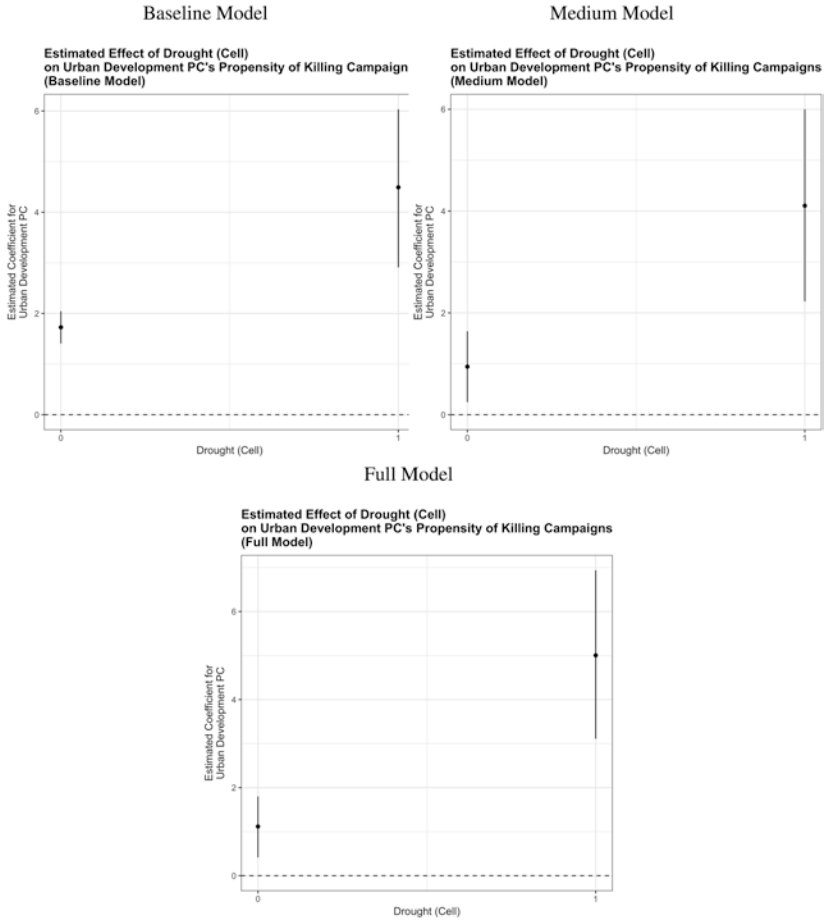 Baseline Model
Medium Model
Estimated Effect of Drought (Cell)
on Urban Development PC's Propensity of Killing Campaign
(Baseline Model)
6
4
2
0
Estimated Coefficient for
Urban Development PC
0
1
Drought (Cell)
Estimated Effect of Drought (Cell)
on Urban Development PC's Propensity of Killing Campaigns
(Medium Model)
6
4
2
0
Estimated Coefficient for
Urban Development PC
0
1
Drought (Cell)
Full Model
Estimated Effect of Drought (Cell)
on Urban Development PC's Propensity of Killing Campaigns
(Full Model)
6
4
2
0
Estimated Coefficient for
Urban Development PC
0
1
Drought (Cell)